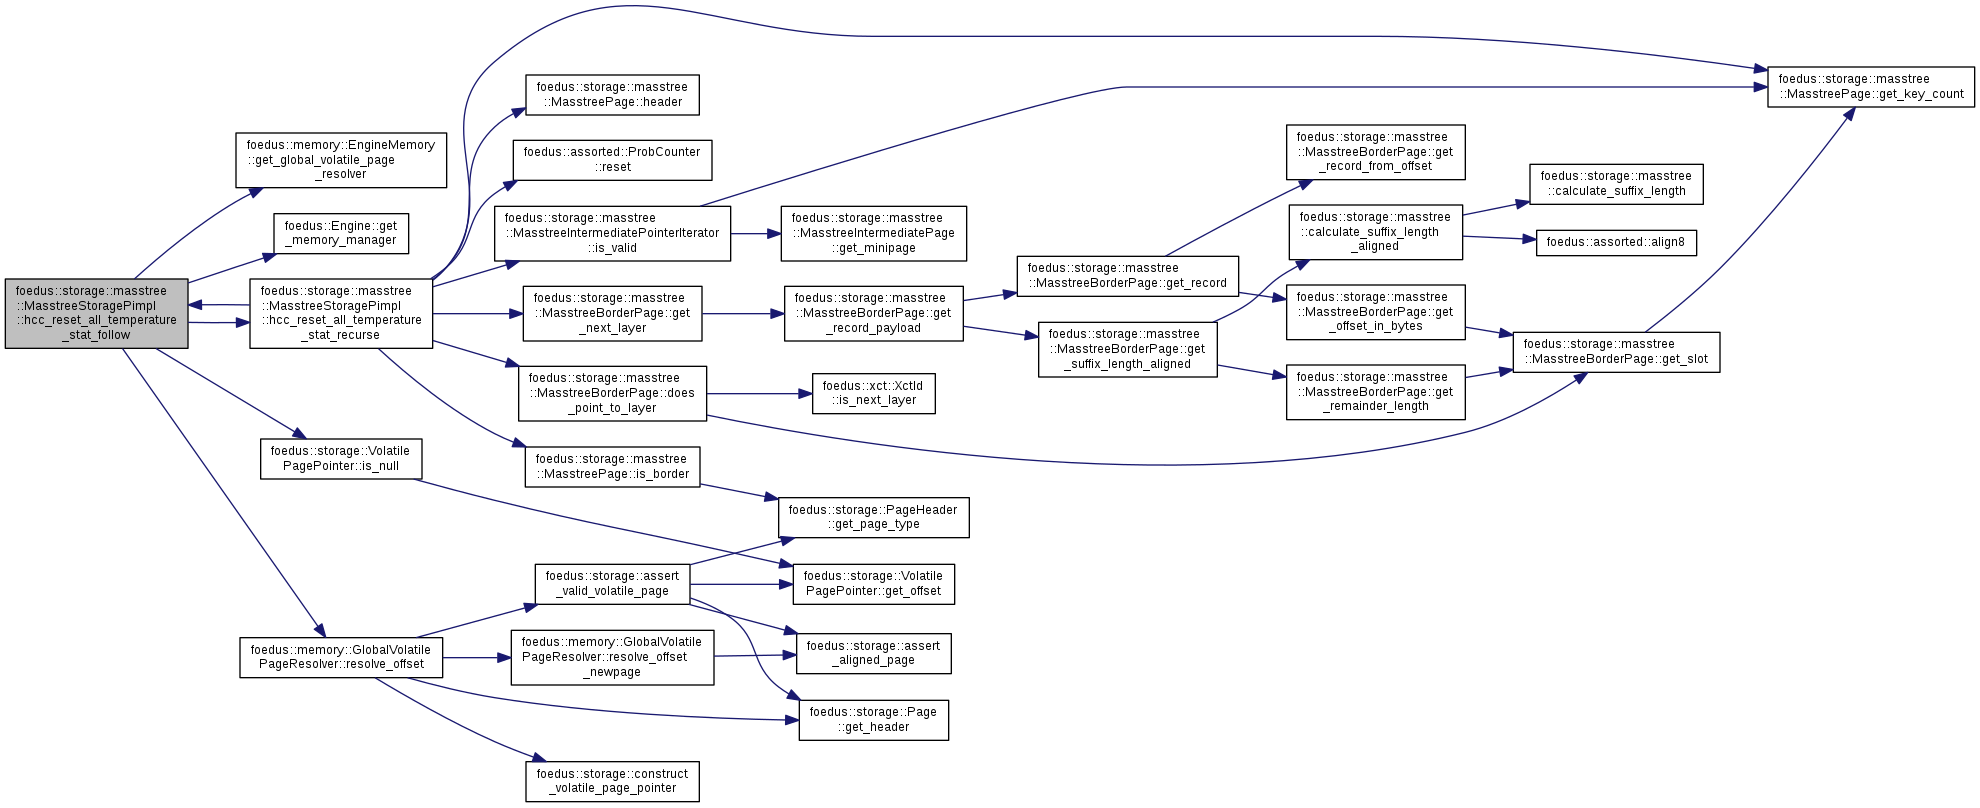 foedus::storage::masstree
::MasstreeStoragePimpl
::hcc_reset_all_temperature
_stat_follow
foedus::memory::EngineMemory
::get_global_volatile_page
_resolver
foedus::Engine::get
_memory_manager
foedus::storage::masstree
::MasstreeStoragePimpl
::hcc_reset_all_temperature
_stat_recurse
foedus::storage::Volatile
PagePointer::is_null
foedus::memory::GlobalVolatile
PageResolver::resolve_offset
foedus::storage::masstree
::MasstreePage::header
foedus::assorted::ProbCounter
::reset
foedus::storage::masstree
::MasstreeIntermediatePointerIterator
::is_valid
foedus::storage::masstree
::MasstreeBorderPage::get
_next_layer
foedus::storage::masstree
::MasstreeBorderPage::does
_point_to_layer
foedus::storage::masstree
::MasstreePage::is_border
foedus::storage::assert
_valid_volatile_page
foedus::memory::GlobalVolatile
PageResolver::resolve_offset
_newpage
foedus::storage::construct
_volatile_page_pointer
foedus::storage::masstree
::MasstreeIntermediatePage
::get_minipage
foedus::storage::masstree
::MasstreeBorderPage::get
_record_payload
foedus::xct::XctId
::is_next_layer
foedus::storage::PageHeader
::get_page_type
foedus::storage::Volatile
PagePointer::get_offset
foedus::storage::assert
_aligned_page
foedus::storage::Page
::get_header
foedus::storage::masstree
::MasstreeBorderPage::get_record
foedus::storage::masstree
::MasstreeBorderPage::get
_suffix_length_aligned
foedus::storage::masstree
::MasstreeBorderPage::get
_record_from_offset
foedus::storage::masstree
::calculate_suffix_length
_aligned
foedus::storage::masstree
::MasstreeBorderPage::get
_offset_in_bytes
foedus::storage::masstree
::MasstreeBorderPage::get
_remainder_length
foedus::storage::masstree
::calculate_suffix_length
foedus::assorted::align8
foedus::storage::masstree
::MasstreeBorderPage::get_slot
foedus::storage::masstree
::MasstreePage::get_key_count